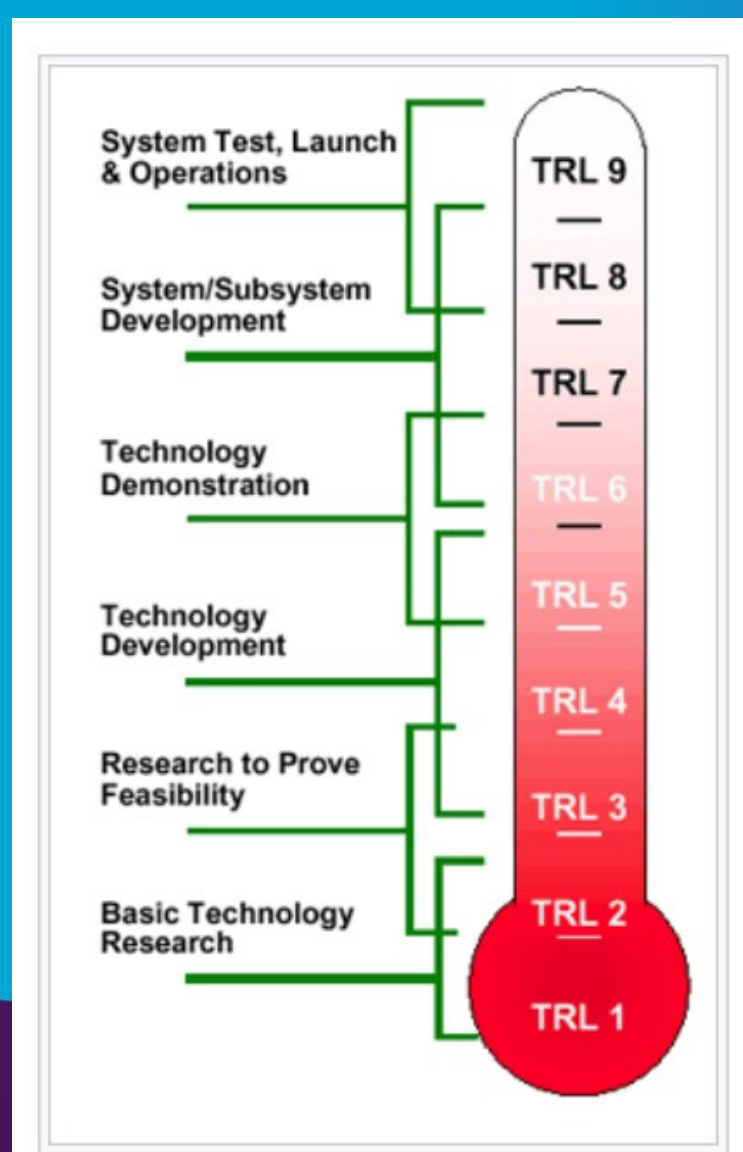 System Test, Launch
& Operations
System/Subsystem
Development
Technology
Demonstration
Technology
Development
Research to Prove
Feasibility
Basic Technology
Research
TRL 9
TRL 8
TRL 7
TRL 6
TRL 5
TRL 4
TRL 3
TRL 2
TRL 1